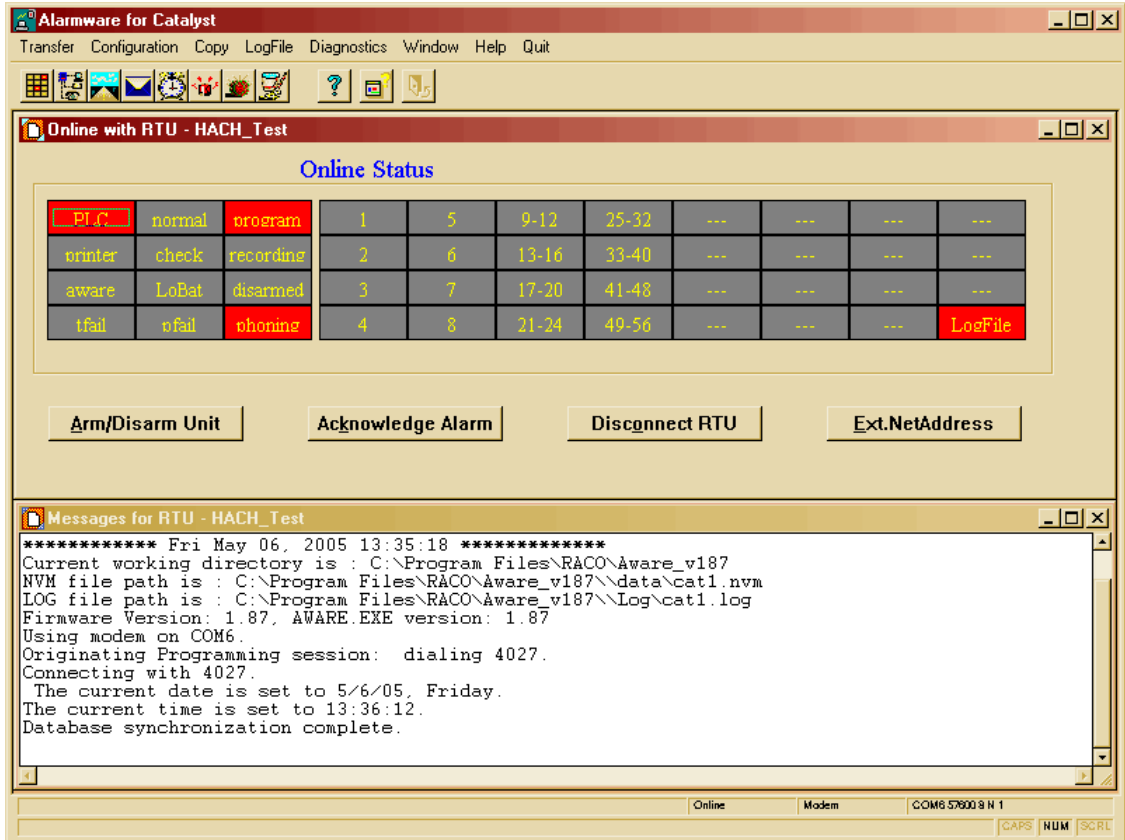 Alarmware for Catalyst
Transfer Configuration Copy LogFile Diagnostics Window Help Quit
Online with RTU - HACH_Test
Online Status
PLC normal program 1 5 9-12 25-32 --- --- --- ---
printer check recording 2 6 13-16 33-40 --- --- --- ---
aware LoBat disarmed 3 7 17-20 41-48 --- --- --- ---
tfail pfail phoning 4 8 21-24 49-56 --- --- --- LogFile
Arm/Disarm Unit Acknowledge Alarm Disconnect RTU Ext.NetAddress
Messages for RTU - HACH_Test
************ Fri May 06, 2005 13:35:18 *************
Current working directory is : C:\Program Files\RACO\Aware_v187
NVM file path is : C:\Program Files\RACO\Aware_v187\\data\cat1.nvm
LOG file path is : C:\Program Files\RACO\Aware_v187\\Log\cat1.log
Firmware Version: 1.87, AWARE.EXE version: 1.87
Using modem on COM6.
Originating Programming session:  dialing 4027.
Connecting with 4027.
 The current date is set to 5/6/05, Friday.
The current time is set to 13:36:12.
Database synchronization complete.
Online Modem COM6 57600 8 N 1
CAPS NUM SCRL